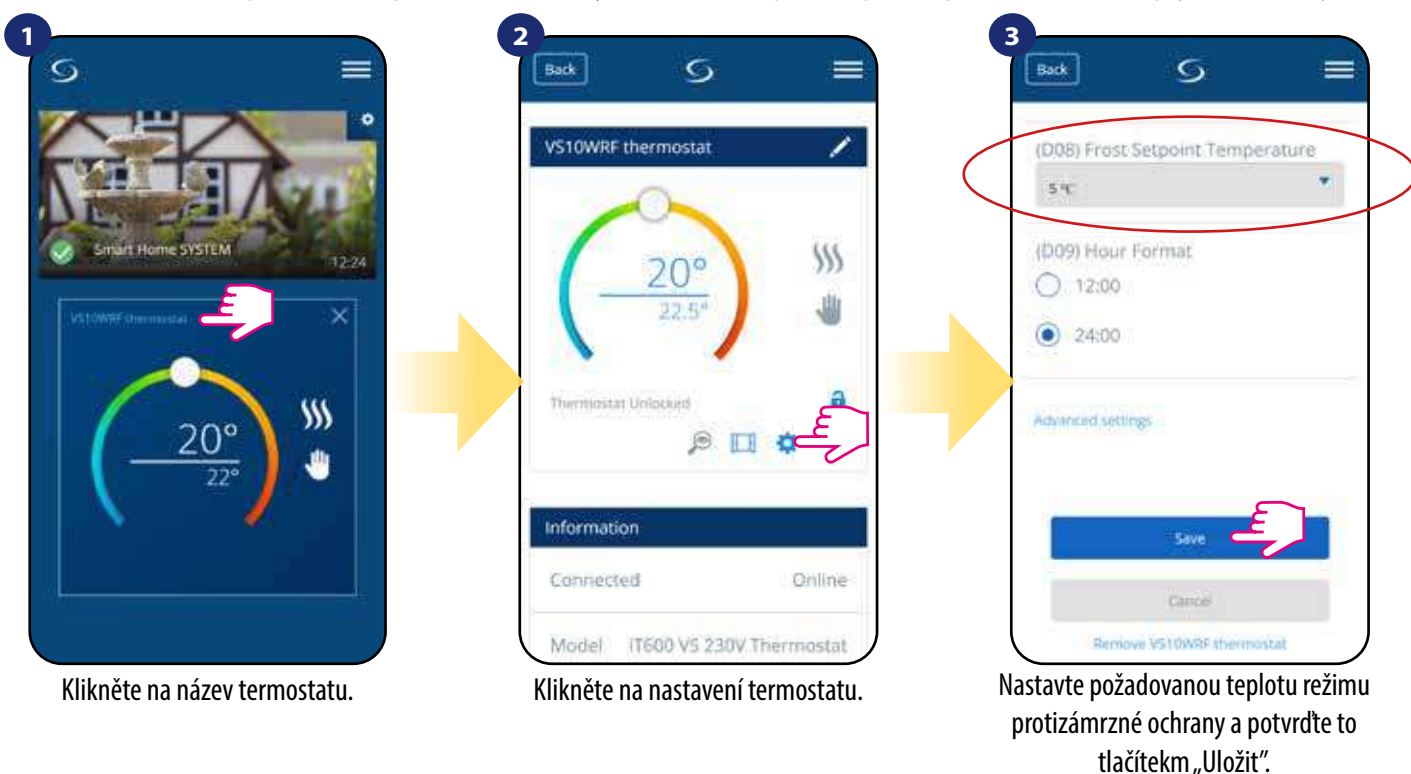 1
12:24
Smart Home SYSTEM
VS10WRF thermostat
20°
22°
Klikněte na název termostatu.
2
Back
VS10WRF thermostat
20°
22.5°
Thermostat Unlocked
Information
Connected Online
Model iT600 VS 230V Thermostat
Klikněte na nastavení termostatu.
3
Back
(D08) Frost Setpoint Temperature
5 °C
(D09) Hour Format
12:00
24:00
Advanced settings
Save
Cancel
Remove VS10WRF thermostat
Nastavte požadovanou teplotu režimu
protizámrzné ochrany a potvrďte to
tlačítekm „Uložit”.